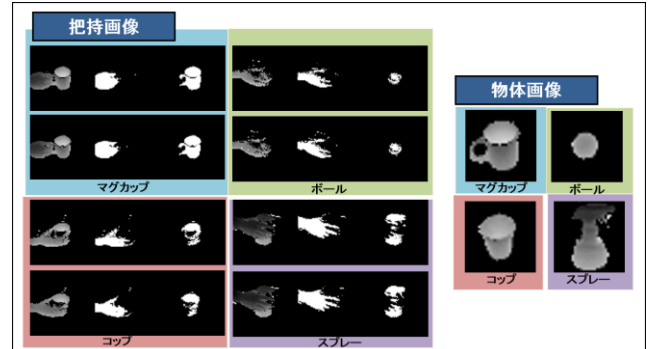 把持画像
マグカップ
ボール
コップ
スプレー
物体画像
マグカップ
ボール
コップ
スプレー